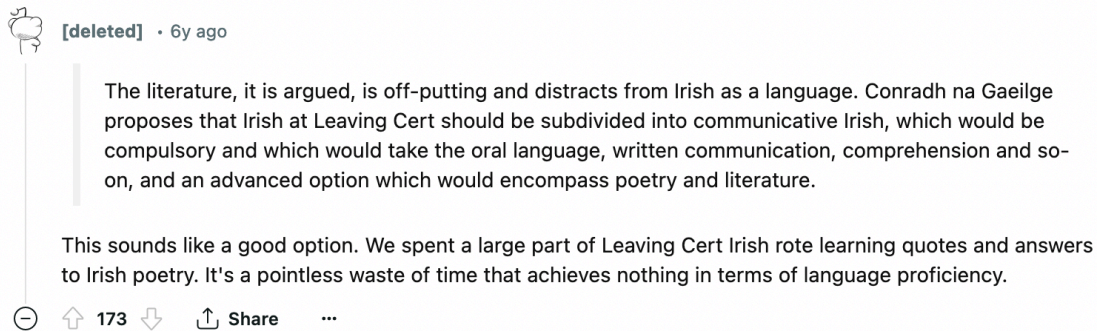 [deleted] • 6y ago
The literature, it is argued, is off-putting and distracts from Irish as a language. Conradh na Gaeilge
proposes that Irish at Leaving Cert should be subdivided into communicative Irish, which would be
compulsory and which would take the oral language, written communication, comprehension and so-
on, and an advanced option which would encompass poetry and literature.
This sounds like a good option. We spent a large part of Leaving Cert Irish rote learning quotes and answers
to Irish poetry. It's a pointless waste of time that achieves nothing in terms of language proficiency.
173 Share